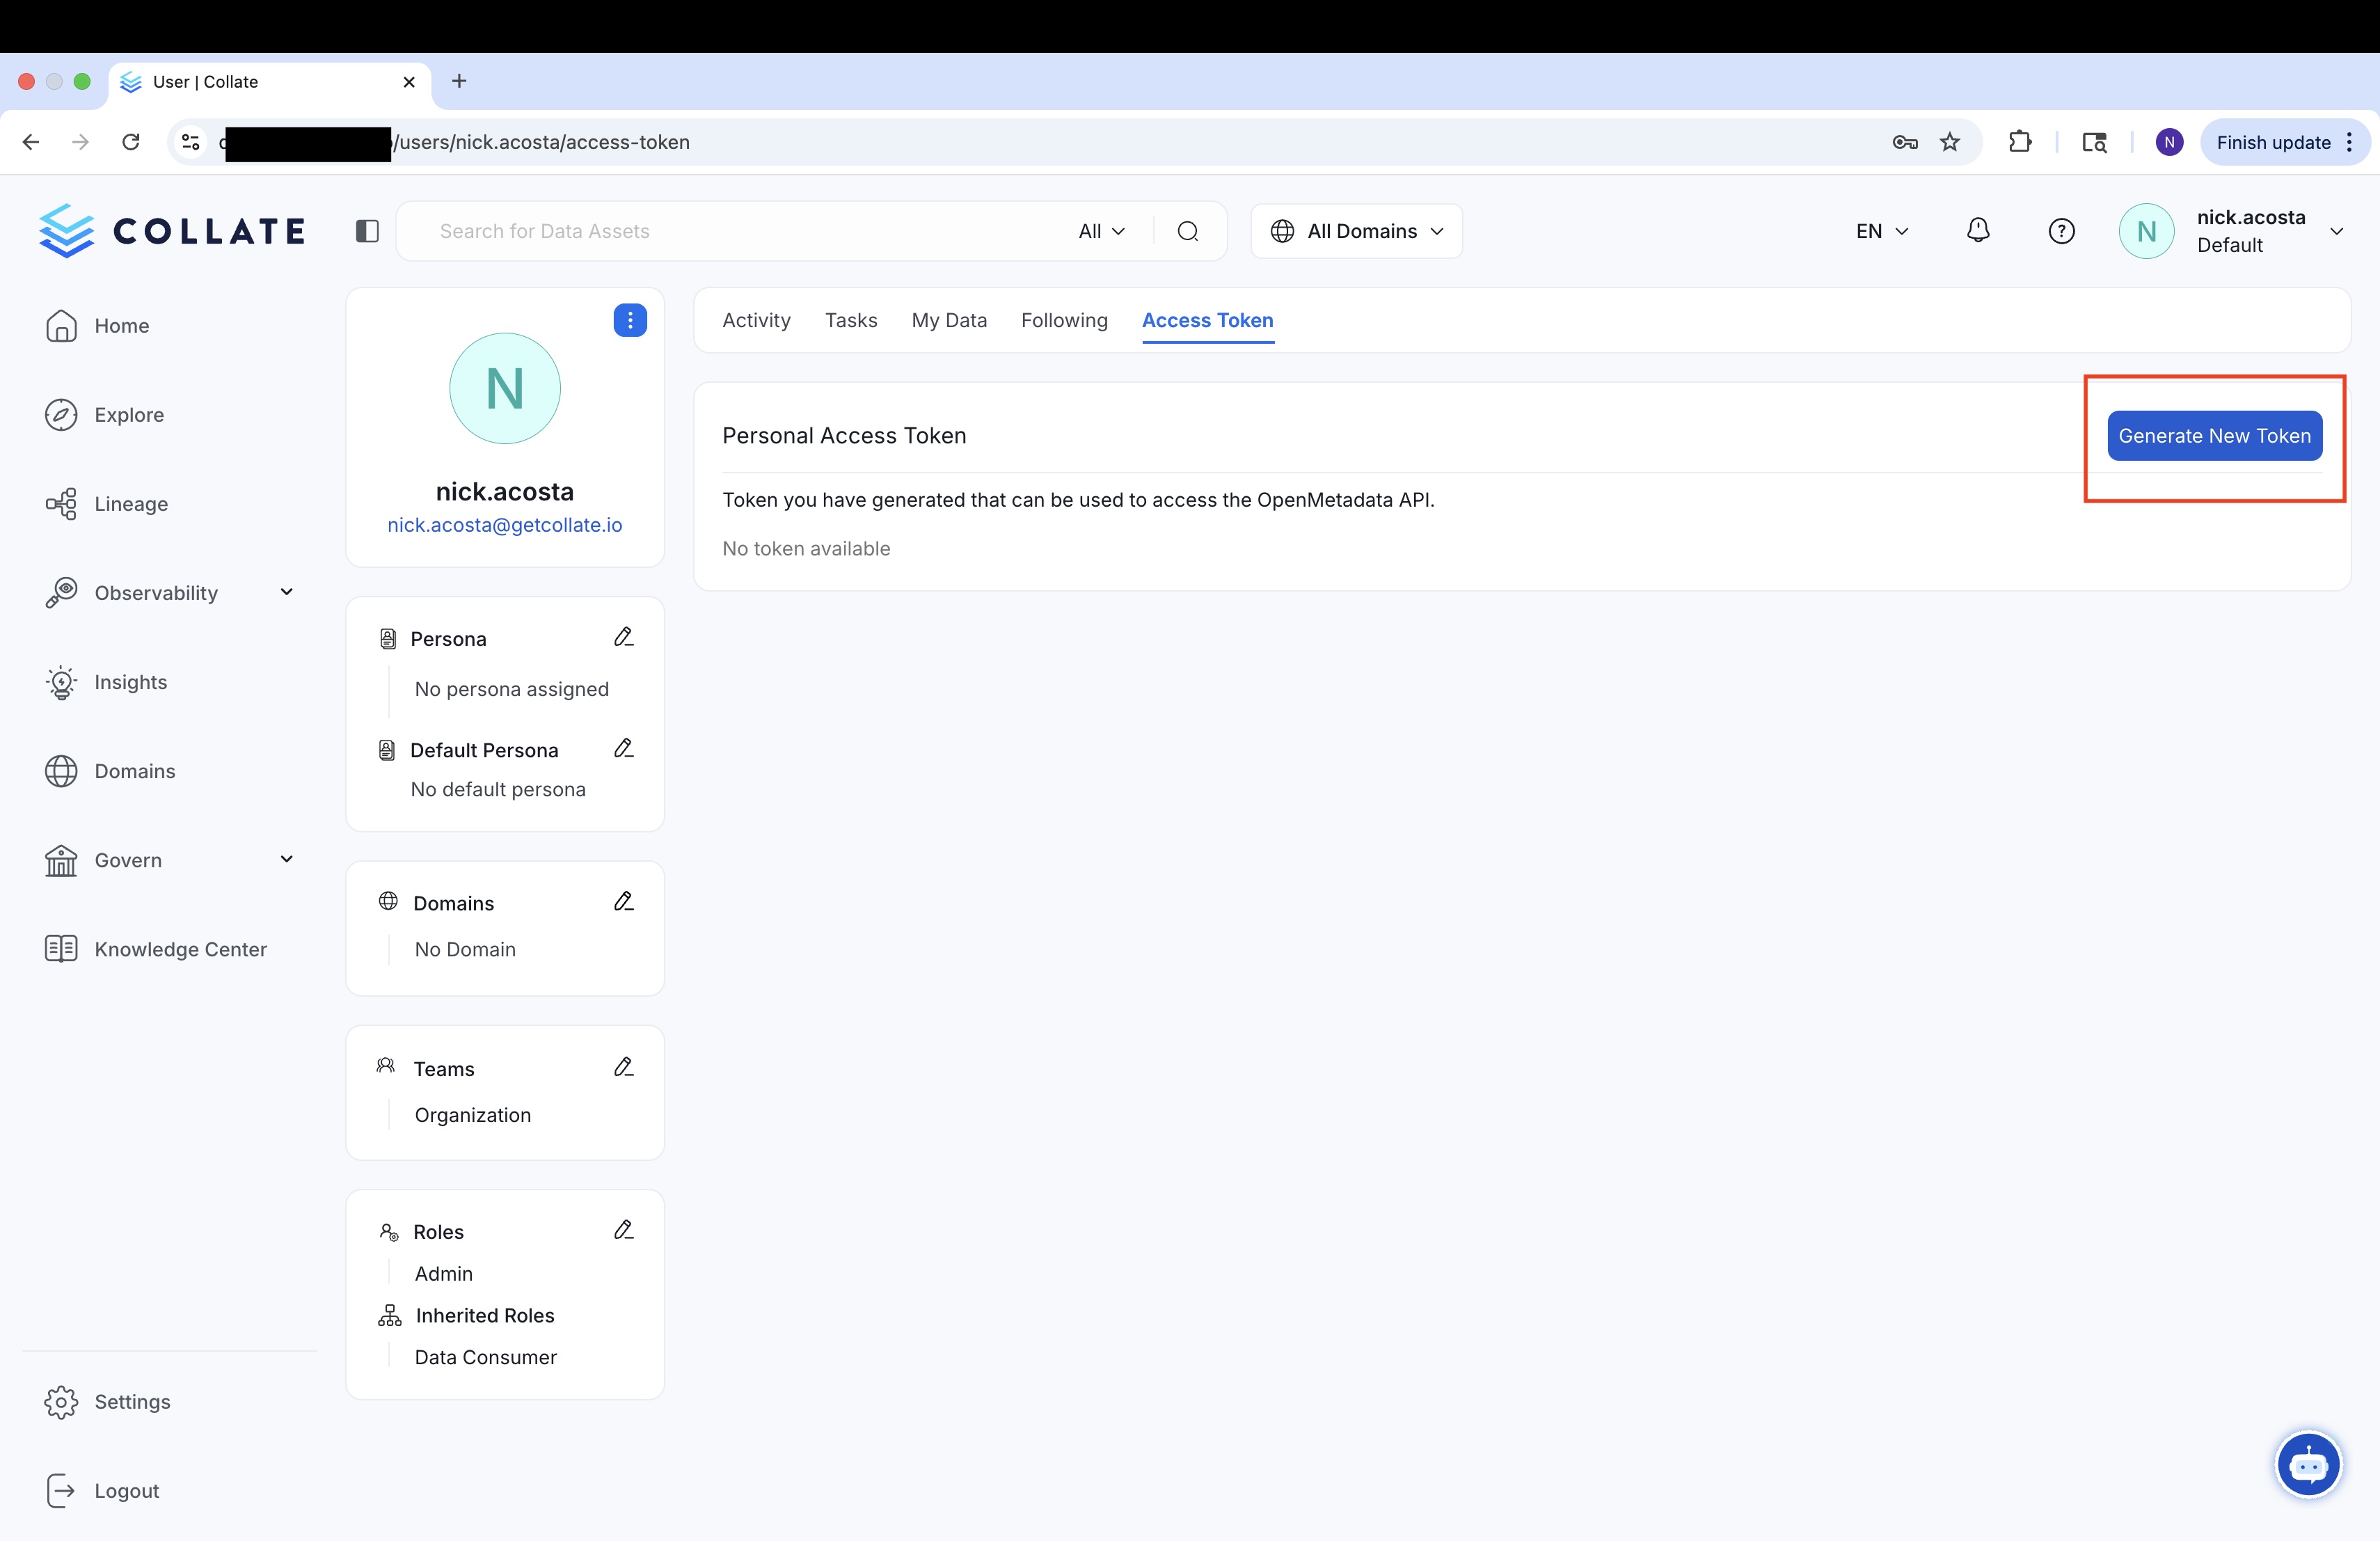 User | Collate
/users/nick.acosta/access-token
N
Finish update
COLLATE
Search for Data Assets
All
All Domains
EN
N
nick.acosta
Default
Home
Explore
Lineage
Observability
Insights
Domains
Govern
Knowledge Center
Settings
Logout
N
nick.acosta
nick.acosta@getcollate.io
Persona
No persona assigned
Default Persona
No default persona
Domains
No Domain
Teams
Organization
Roles
Admin
Inherited Roles
Data Consumer
Activity Tasks My Data Following Access Token
Personal Access Token
Generate New Token
Token you have generated that can be used to access the OpenMetadata API.
No token available